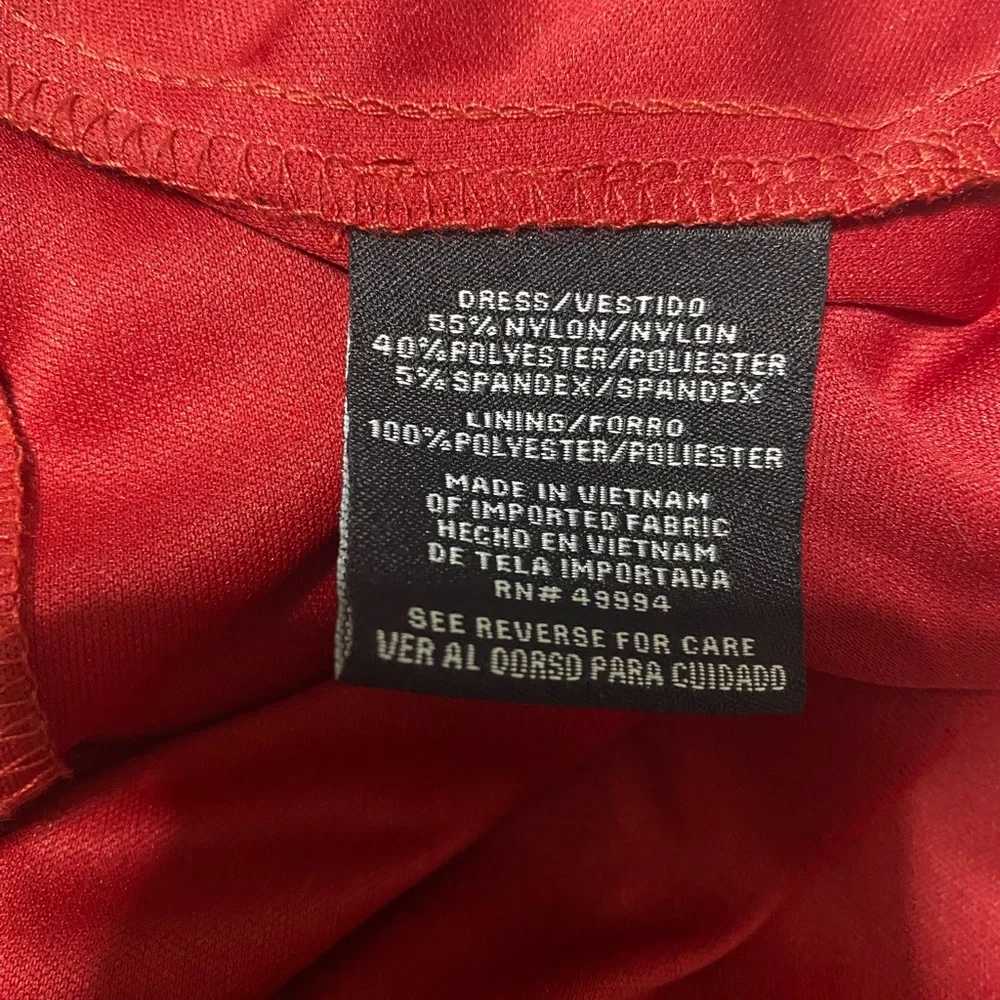 DRESS/VESTIDO
55% NYLON/NYLON
40%POLYESTER/POLIESTER
5% SPANDEX/SPANDEX
LINING/FORRO
100%POLYESTER/POLIESTER
MADE IN VIETNAM
OF IMPORTED FABRIC
HECHO EN VIETNAM
DE TELA IMPORTADA
RN# 49994
SEE REVERSE FOR CARE
VER AL DORSO PARA CUIDADO